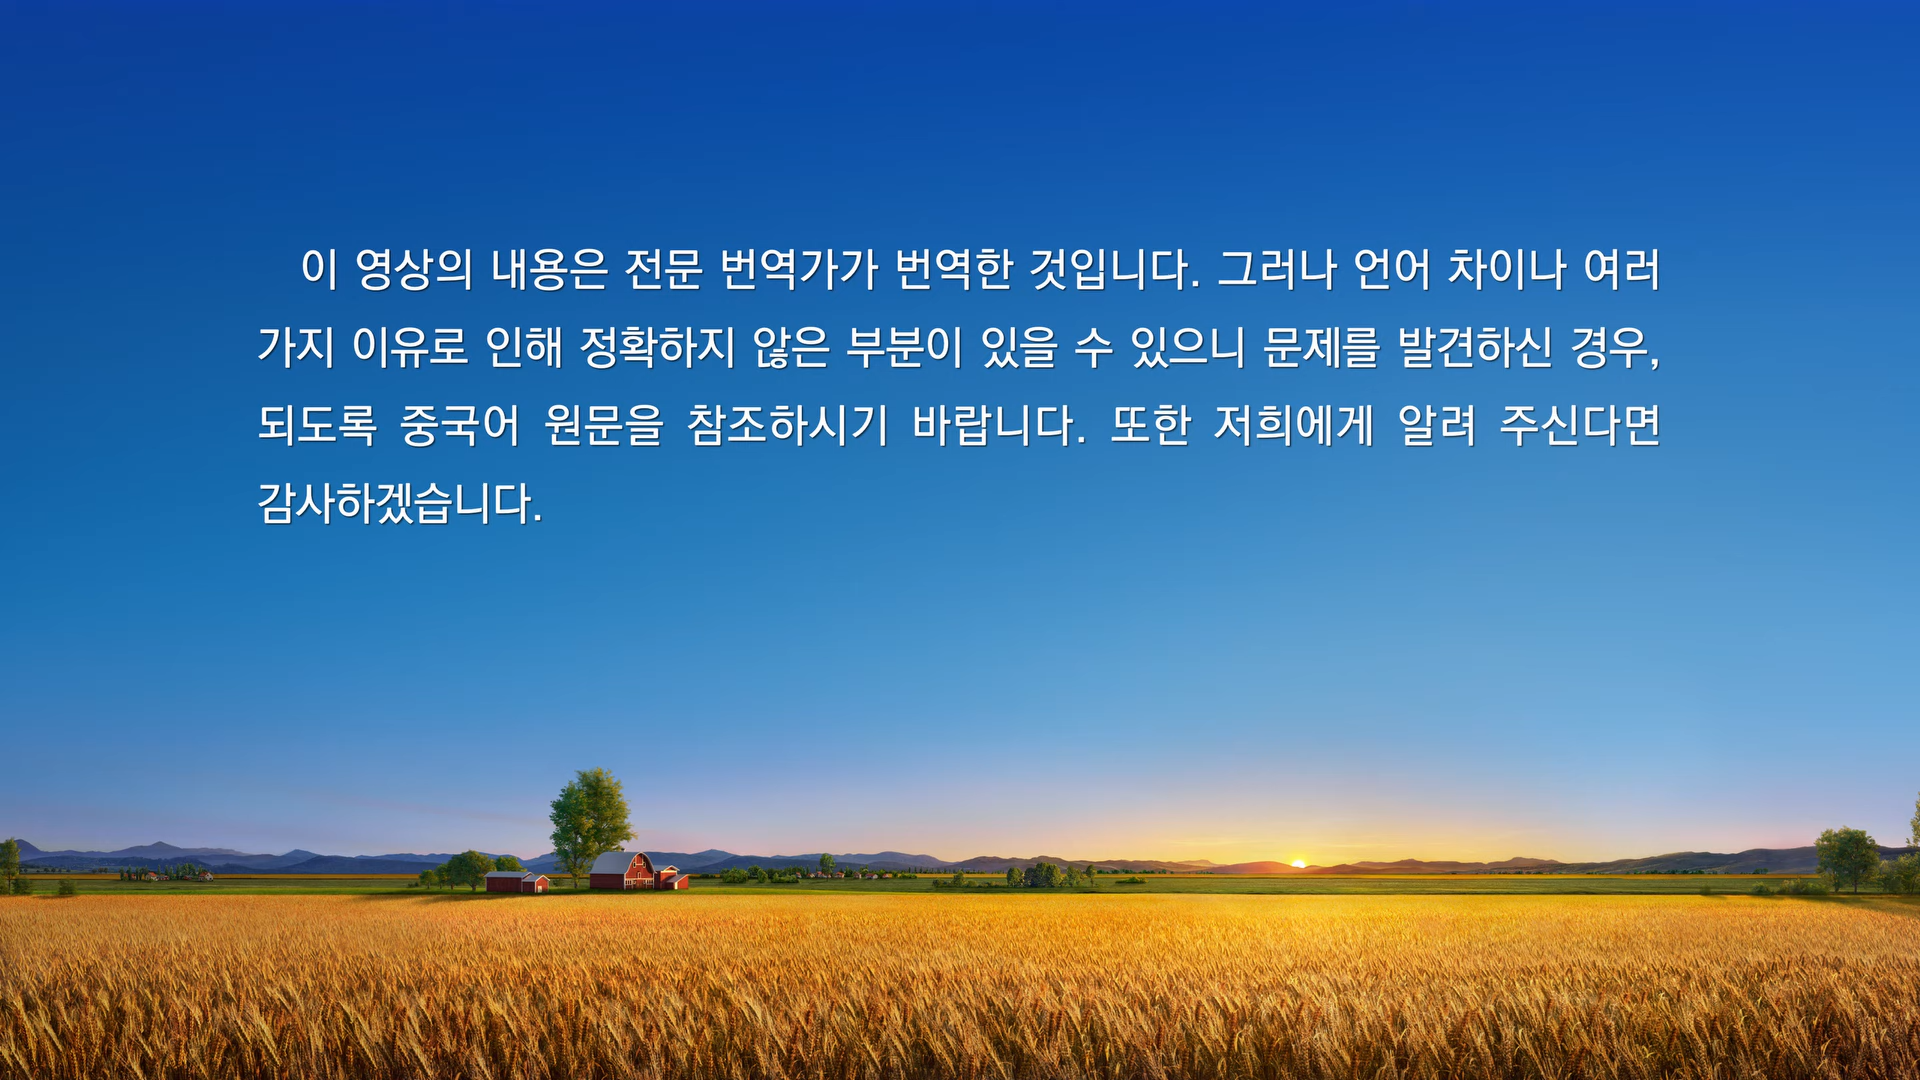 이 영상의 내용은 전문 번역가가 번역한 것입니다. 그러나 언어 차이나 여러
가지 이유로 인해 정확하지 않은 부분이 있을 수 있으니 문제를 발견하신 경우,
되도록 중국어 원문을 참조하시기 바랍니다. 또한 저희에게 알려 주신다면
감사하겠습니다.